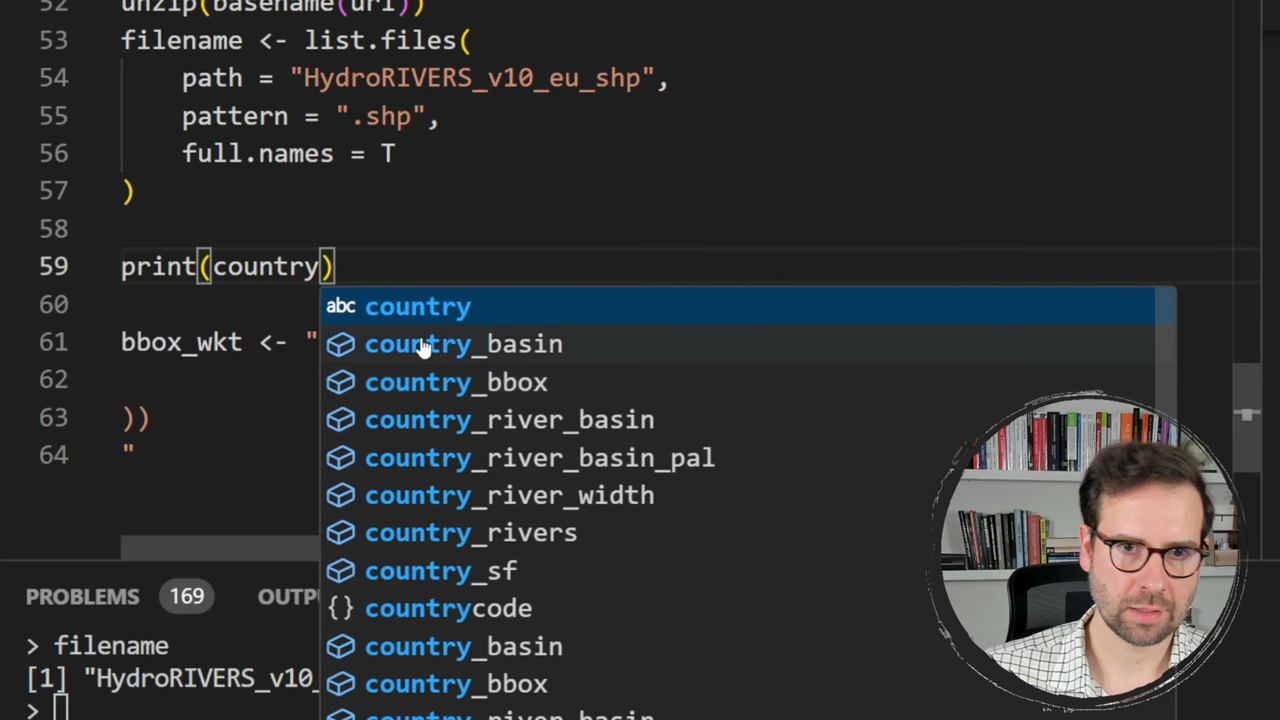 52 unzip(basename(url))
53 filename <- list.files(
54 path = "HydroRIVERS_v10_eu_shp",
55 pattern = ".shp",
56 full.names = T
57 )
58
59 print(country)
60
61 bbox_wkt <- "
62
63 ))
64 "
abc country
country_basin
country_bbox
country_river_basin
country_river_basin_pal
country_river_width
country_rivers
country_sf
{} countrycode
country_basin
country_bbox
country_river_basin
PROBLEMS 169 OUTPU
> filename
[1] "HydroRIVERS_v10_
>